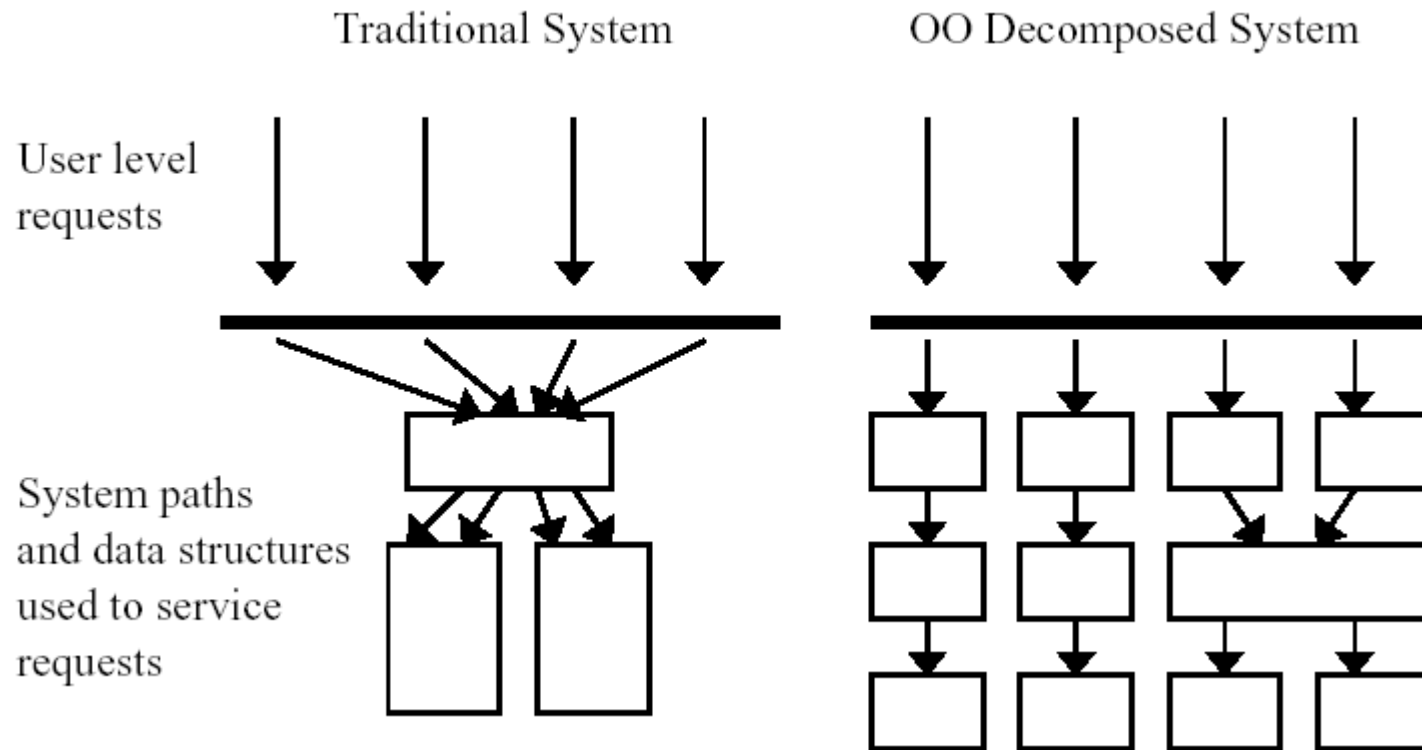 Traditional System
OO Decomposed System
User level
requests
System paths
and data structures
used to service
requests